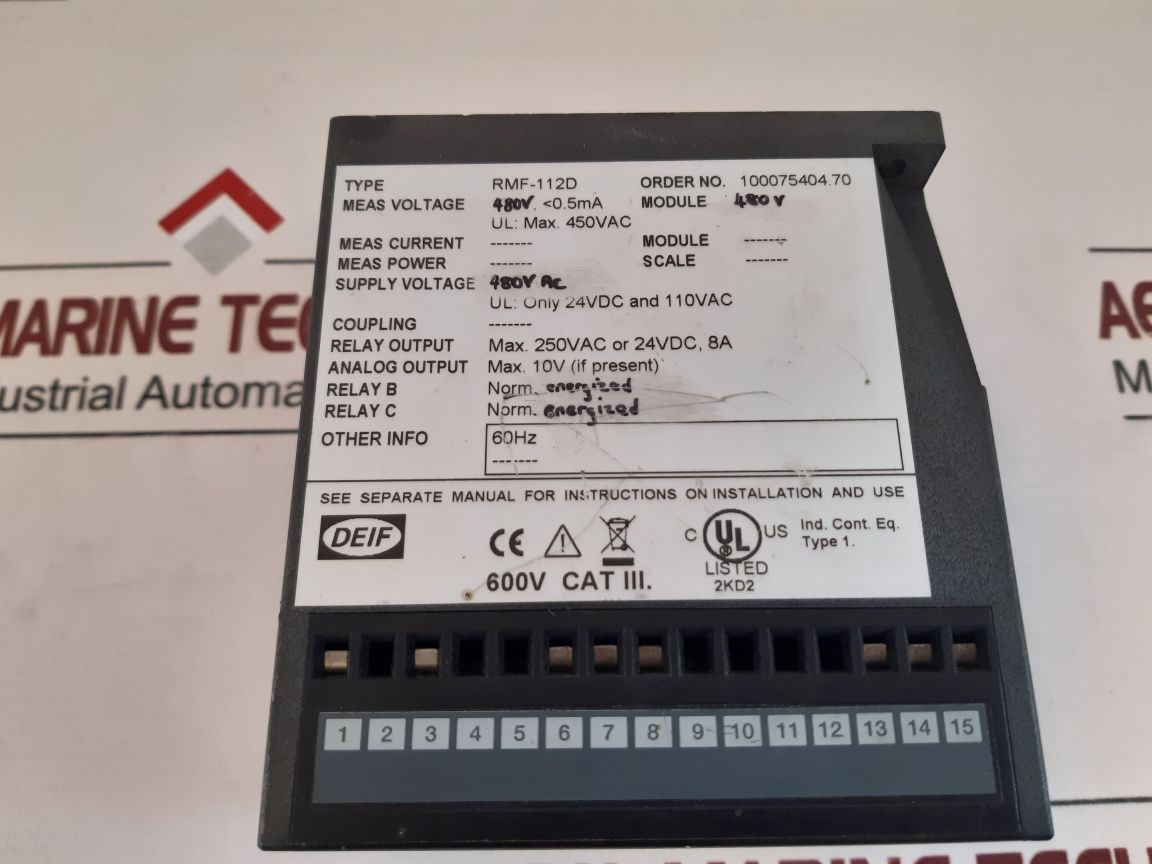 TYPE RMF-112D ORDER NO. 100075404.70
MEAS VOLTAGE 480V, <0.5mA MODULE 480V
UL: Max. 450VAC
MEAS CURRENT ------- MODULE -------
MEAS POWER ------- SCALE -------
SUPPLY VOLTAGE 480V AC
UL: Only 24VDC and 110VAC
COUPLING -------
RELAY OUTPUT Max. 250VAC or 24VDC, 8A
ANALOG OUTPUT Max. 10V (if present)
RELAY B Norm. energized
RELAY C Norm. energized
OTHER INFO 60Hz
-------
SEE SEPARATE MANUAL FOR INSTRUCTIONS ON INSTALLATION AND USE
DEIF CE C UL ® US Ind. Cont. Eq.
Type 1.
LISTED
600V CAT III. 2KD2
1 2 3 4 5 6 7 8 9 10 11 12 13 14 15
MARINE TEC
ustrial Automa
AE
M